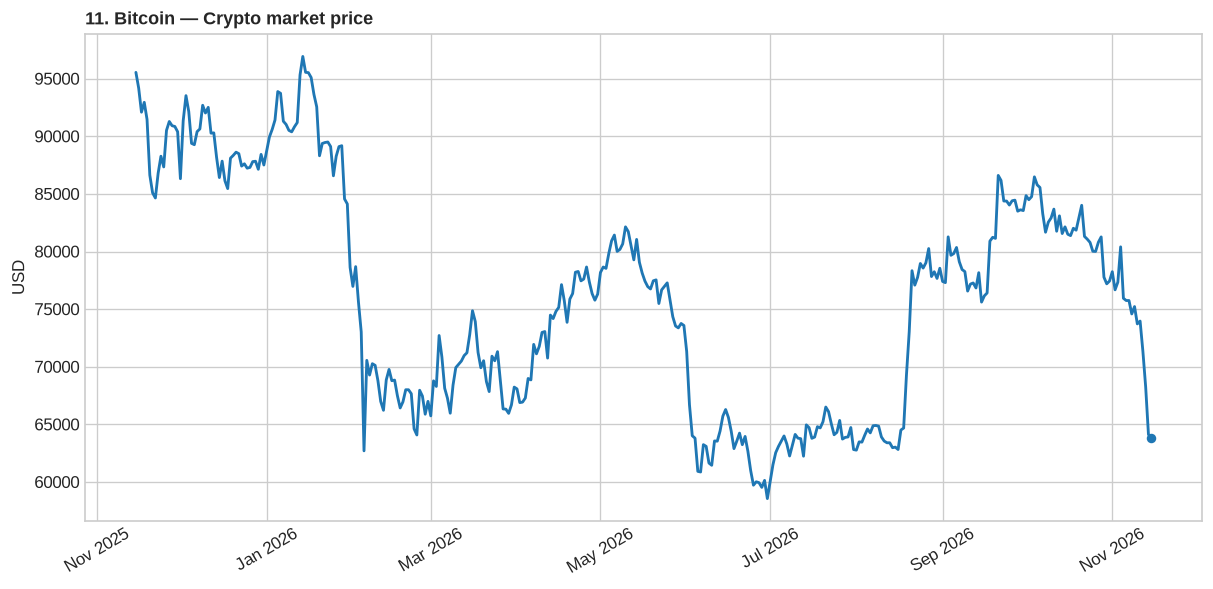 11. Bitcoin — Crypto market price
USD
95000
90000
85000
80000
75000
70000
65000
60000
Nov 2025
Jan 2026
Mar 2026
May 2026
Jul 2026
Sep 2026
Nov 2026